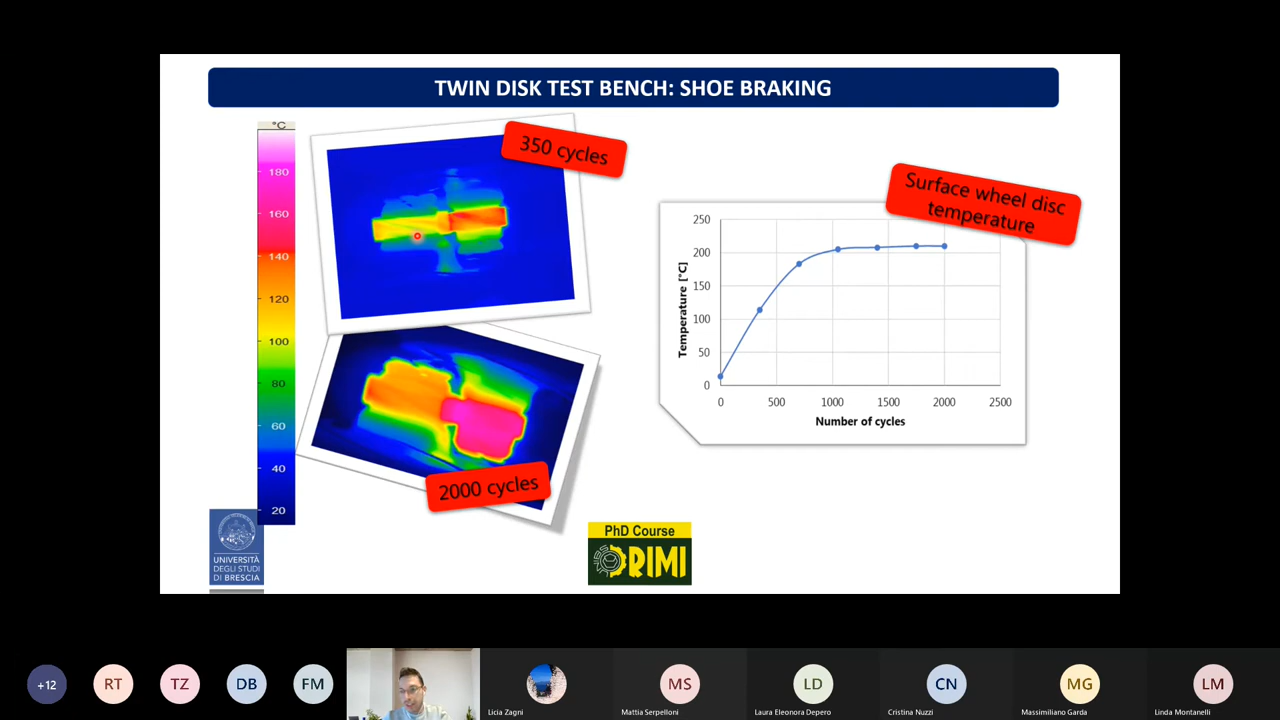 TWIN DISK TEST BENCH: SHOE BRAKING
°C
180
160
140
120
100
80
60
40
20
350 cycles
2000 cycles
Surface wheel disc
temperature
250
200
150
100
50
0
Temperature [°C]
0 500 1000 1500 2000 2500
Number of cycles
UNIVERSITÀ
DEGLI STUDI
DI BRESCIA
PhD Course
DRIMI
+12
RT
TZ
DB
FM
MS
LD
CN
MG
LM
Licia Zagni
Mattia Serpelloni
Laura Eleonora Depero
Cristina Nuzzi
Massimiliano Garda
Linda Montanelli